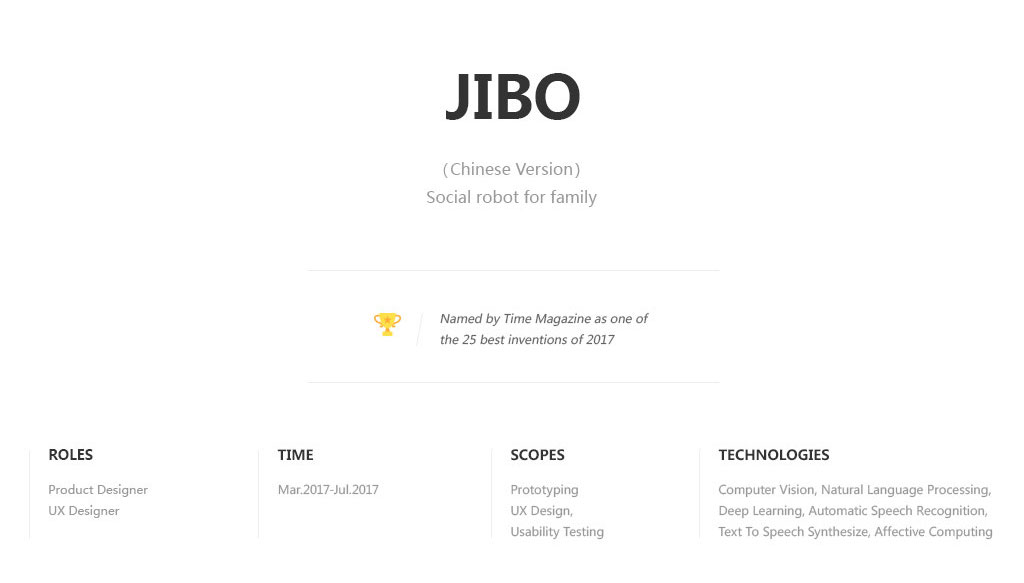 JIBO
（Chinese Version）
Social robot for family
Named by Time Magazine as one of
the 25 best inventions of 2017
ROLES
Product Designer
UX Designer
TIME
Mar.2017-Jul.2017
SCOPES
Prototyping
UX Design,
Usability Testing
TECHNOLOGIES
Computer Vision, Natural Language Processing,
Deep Learning, Automatic Speech Recognition,
Text To Speech Synthesize, Affective Computing